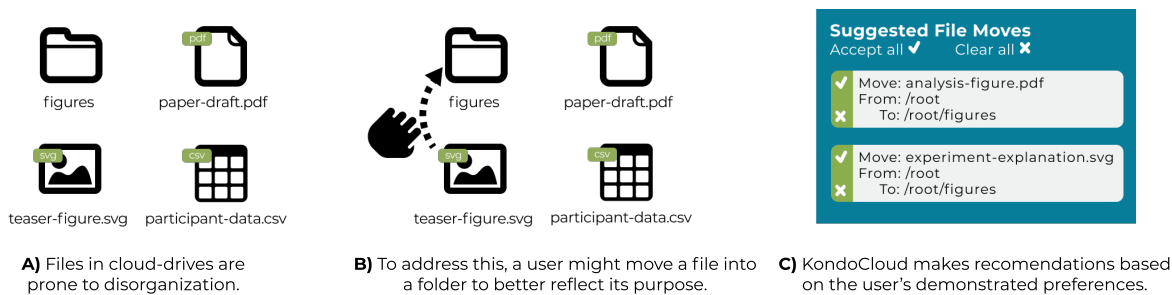 pdf
figures
paper-draft.pdf
svg
csv
teaser-figure.svg
participant-data.csv
A) Files in cloud-drives are
prone to disorganization.
pdf
figures
paper-draft.pdf
svg
csv
teaser-figure.svg
participant-data.csv
B) To address this, a user might move a file into
a folder to better reflect its purpose.
Suggested File Moves
Accept all Clear all
Move: analysis-figure.pdf
From: /root
To: /root/figures
Move: experiment-explanation.svg
From: /root
To: /root/figures
C) KondoCloud makes recomendations based
on the user's demonstrated preferences.